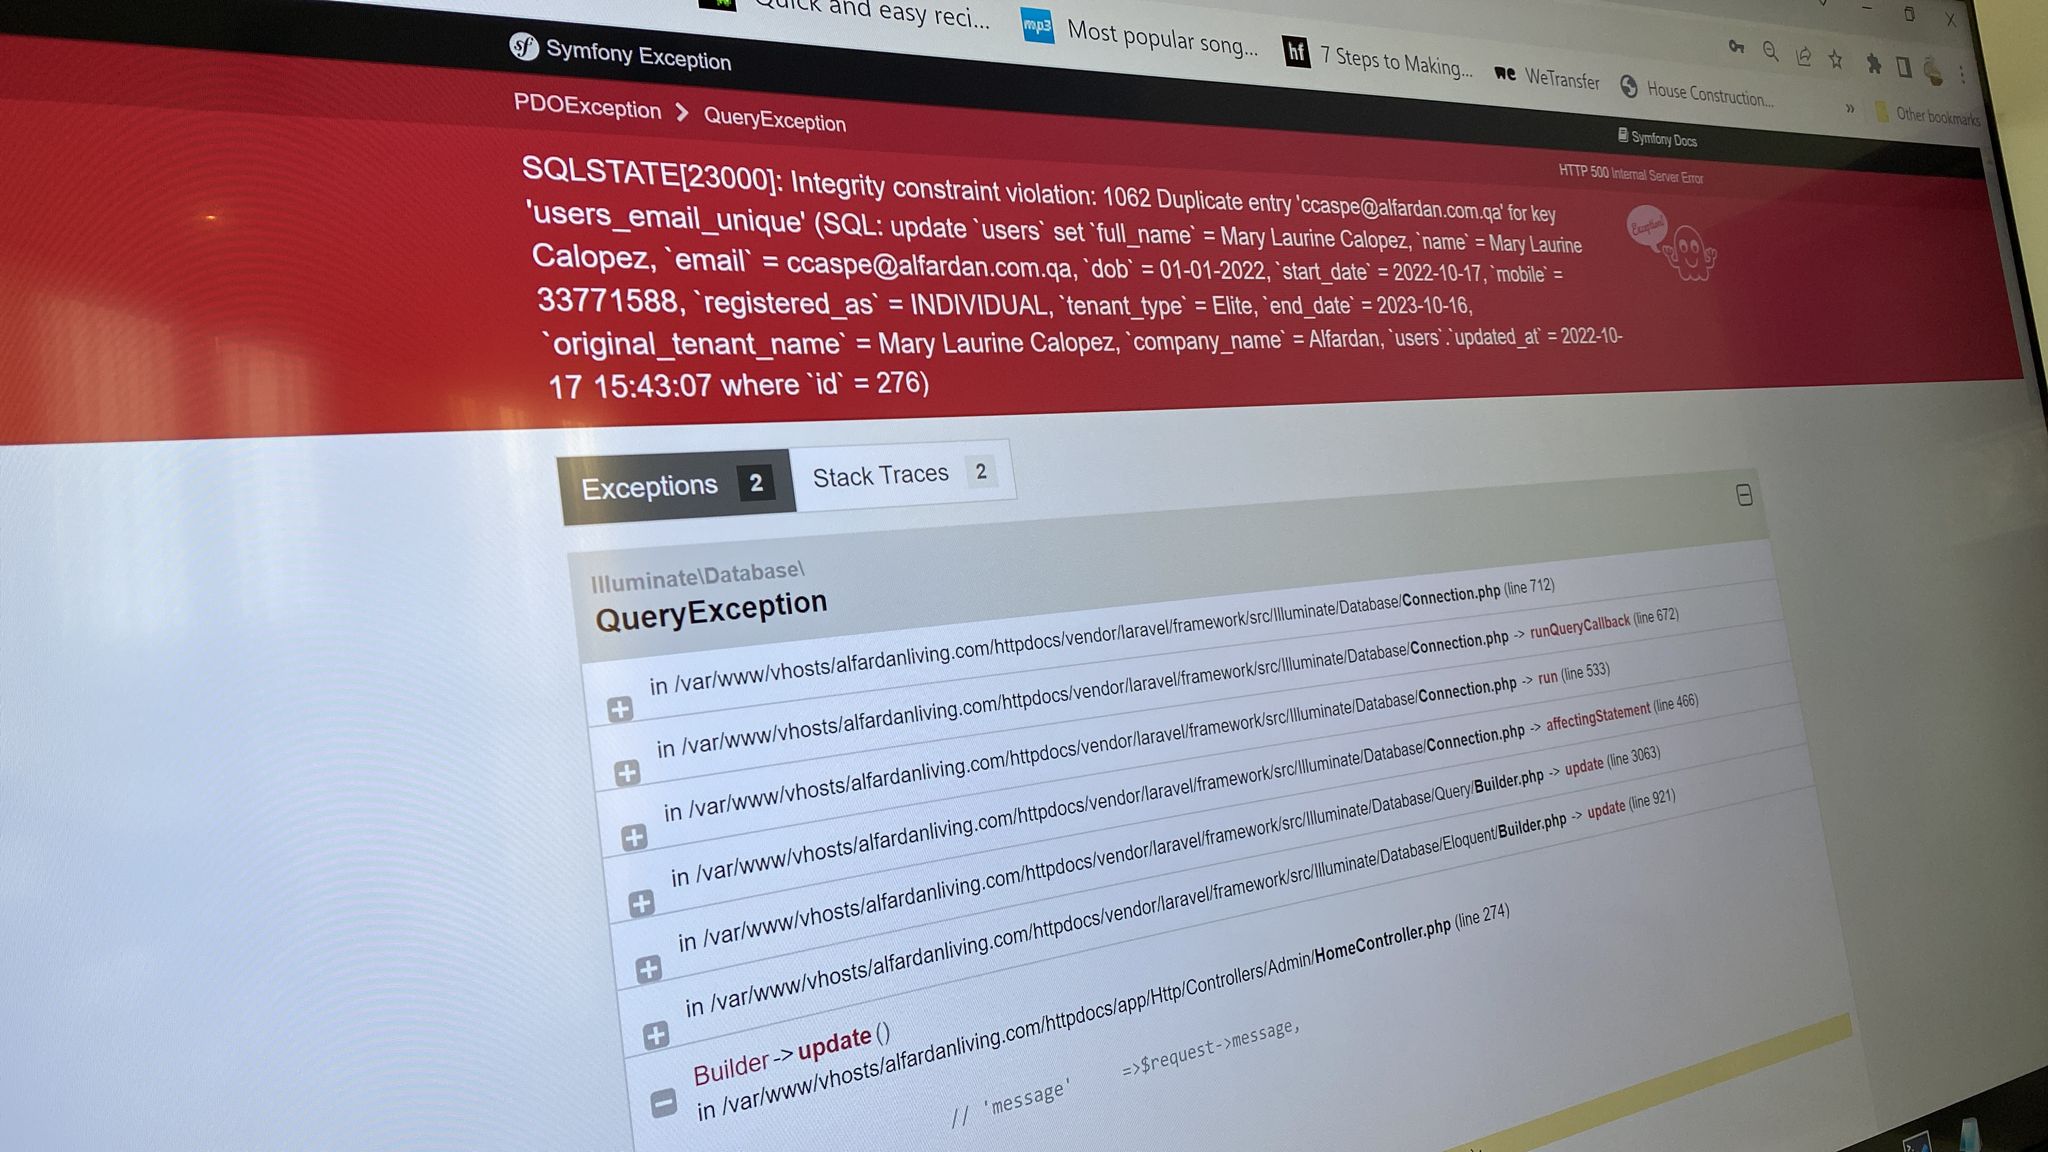 Quick and easy reci...
mp3 Most popular song...
hf 7 Steps to Making...
we WeTransfer
House Construction...
»
Other bookmarks
sf Symfony Exception
Symfony Docs
PDOException > QueryException
HTTP 500 Internal Server Error
SQLSTATE[23000]: Integrity constraint violation: 1062 Duplicate entry 'ccaspe@alfardan.com.qa' for key
'users_email_unique' (SQL: update `users` set `full_name` = Mary Laurine Calopez, `name` = Mary Laurine
Calopez, `email` = ccaspe@alfardan.com.qa, `dob` = 01-01-2022, `start_date` = 2022-10-17, `mobile` =
33771588, `registered_as` = INDIVIDUAL, `tenant_type` = Elite, `end_date` = 2023-10-16,
`original_tenant_name` = Mary Laurine Calopez, `company_name` = Alfardan, `users`.`updated_at` = 2022-10-
17 15:43:07 where `id` = 276)
Exception!
Exceptions 2
Stack Traces 2
Illuminate\Database\
QueryException
in /var/www/vhosts/alfardanliving.com/httpdocs/vendor/laravel/framework/src/Illuminate/Database/Connection.php (line 712)
in /var/www/vhosts/alfardanliving.com/httpdocs/vendor/laravel/framework/src/Illuminate/Database/Connection.php -> runQueryCallback (line 672)
in /var/www/vhosts/alfardanliving.com/httpdocs/vendor/laravel/framework/src/Illuminate/Database/Connection.php -> run (line 533)
in /var/www/vhosts/alfardanliving.com/httpdocs/vendor/laravel/framework/src/Illuminate/Database/Connection.php -> affectingStatement (line 466)
in /var/www/vhosts/alfardanliving.com/httpdocs/vendor/laravel/framework/src/Illuminate/Database/Query/Builder.php -> update (line 3063)
in /var/www/vhosts/alfardanliving.com/httpdocs/vendor/laravel/framework/src/Illuminate/Database/Eloquent/Builder.php -> update (line 921)
Builder->update()
in /var/www/vhosts/alfardanliving.com/httpdocs/app/Http/Controllers/Admin/HomeController.php (line 274)
// 'message' =>$request->message,